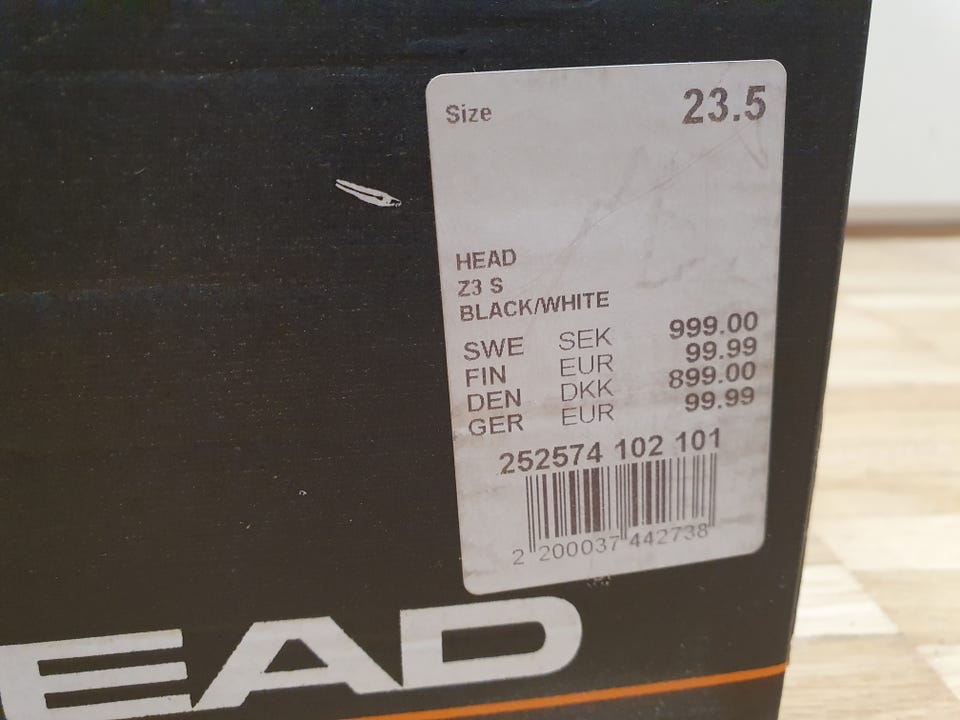 Size 23.5
HEAD
Z3 S
BLACK/WHITE
SWE SEK 999.00
FIN EUR 99.99
DEN DKK 899.00
GER EUR 99.99
252574 102 101
2 200037 442738
EAD